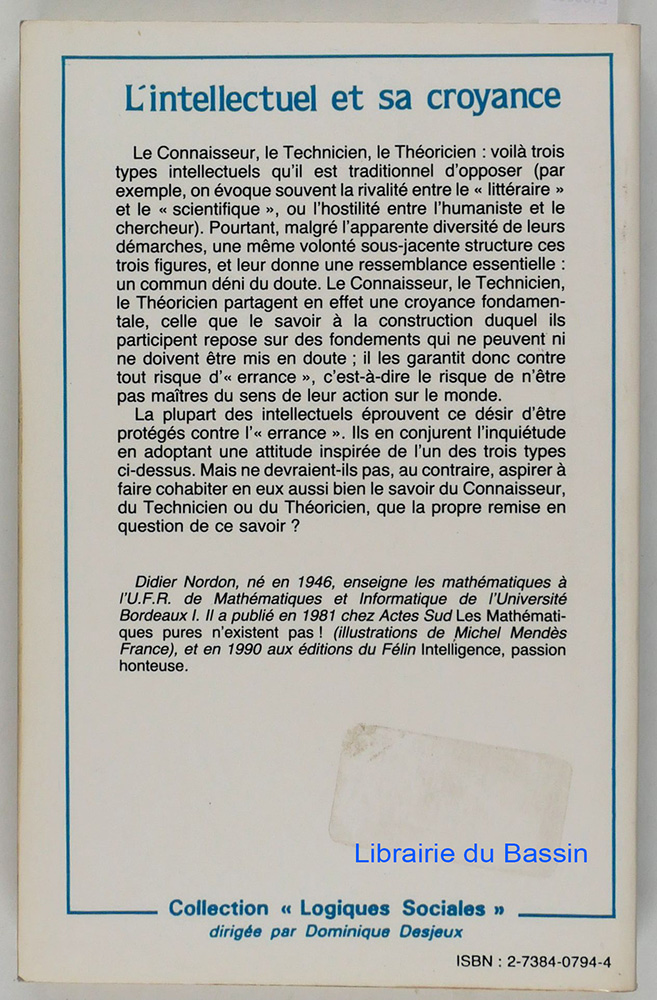 L'intellectuel et sa croyance
Le Connaisseur, le Technicien, le Théoricien : voilà trois
types intellectuels qu'il est traditionnel d'opposer (par
exemple, on évoque souvent la rivalité entre le « littéraire »
et le « scientifique », ou l'hostilité entre l'humaniste et le
chercheur). Pourtant, malgré l'apparente diversité de leurs
démarches, une même volonté sous-jacente structure ces
trois figures, et leur donne une ressemblance essentielle :
un commun déni du doute. Le Connaisseur, le Technicien,
le Théoricien partagent en effet une croyance fondamen-
tale, celle que le savoir à la construction duquel ils
participent repose sur des fondements qui ne peuvent ni
ne doivent être mis en doute ; il les garantit donc contre
tout risque d'« errance », c'est-à-dire le risque de n'être
pas maîtres du sens de leur action sur le monde.
La plupart des intellectuels éprouvent ce désir d'être
protégés contre l'« errance ». Ils en conjurent l'inquiétude
en adoptant une attitude inspirée de l'un des trois types
ci-dessus. Mais ne devraient-ils pas, au contraire, aspirer à
faire cohabiter en eux aussi bien le savoir du Connaisseur,
du Technicien ou du Théoricien, que la propre remise en
question de ce savoir ?
Didier Nordon, né en 1946, enseigne les mathématiques à
l'U.F.R. de Mathématiques et Informatique de l'Université
Bordeaux I. Il a publié en 1981 chez Actes Sud Les Mathémati-
ques pures n'existent pas ! (illustrations de Michel Mendès
France), et en 1990 aux éditions du Félin Intelligence, passion
honteuse.
Librairie du Bassin
Collection « Logiques Sociales »
dirigée par Dominique Desjeux
ISBN : 2-7384-0794-4